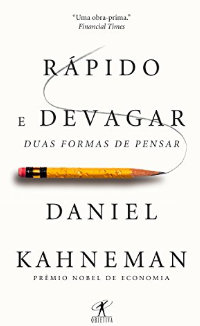 "Uma obra-prima."
Financial Times
RÁPIDO
E DEVAGAR
DUAS FORMAS DE PENSAR
DANIEL
KAHNEMAN
PRÊMIO NOBEL DE ECONOMIA
OBJETIVA